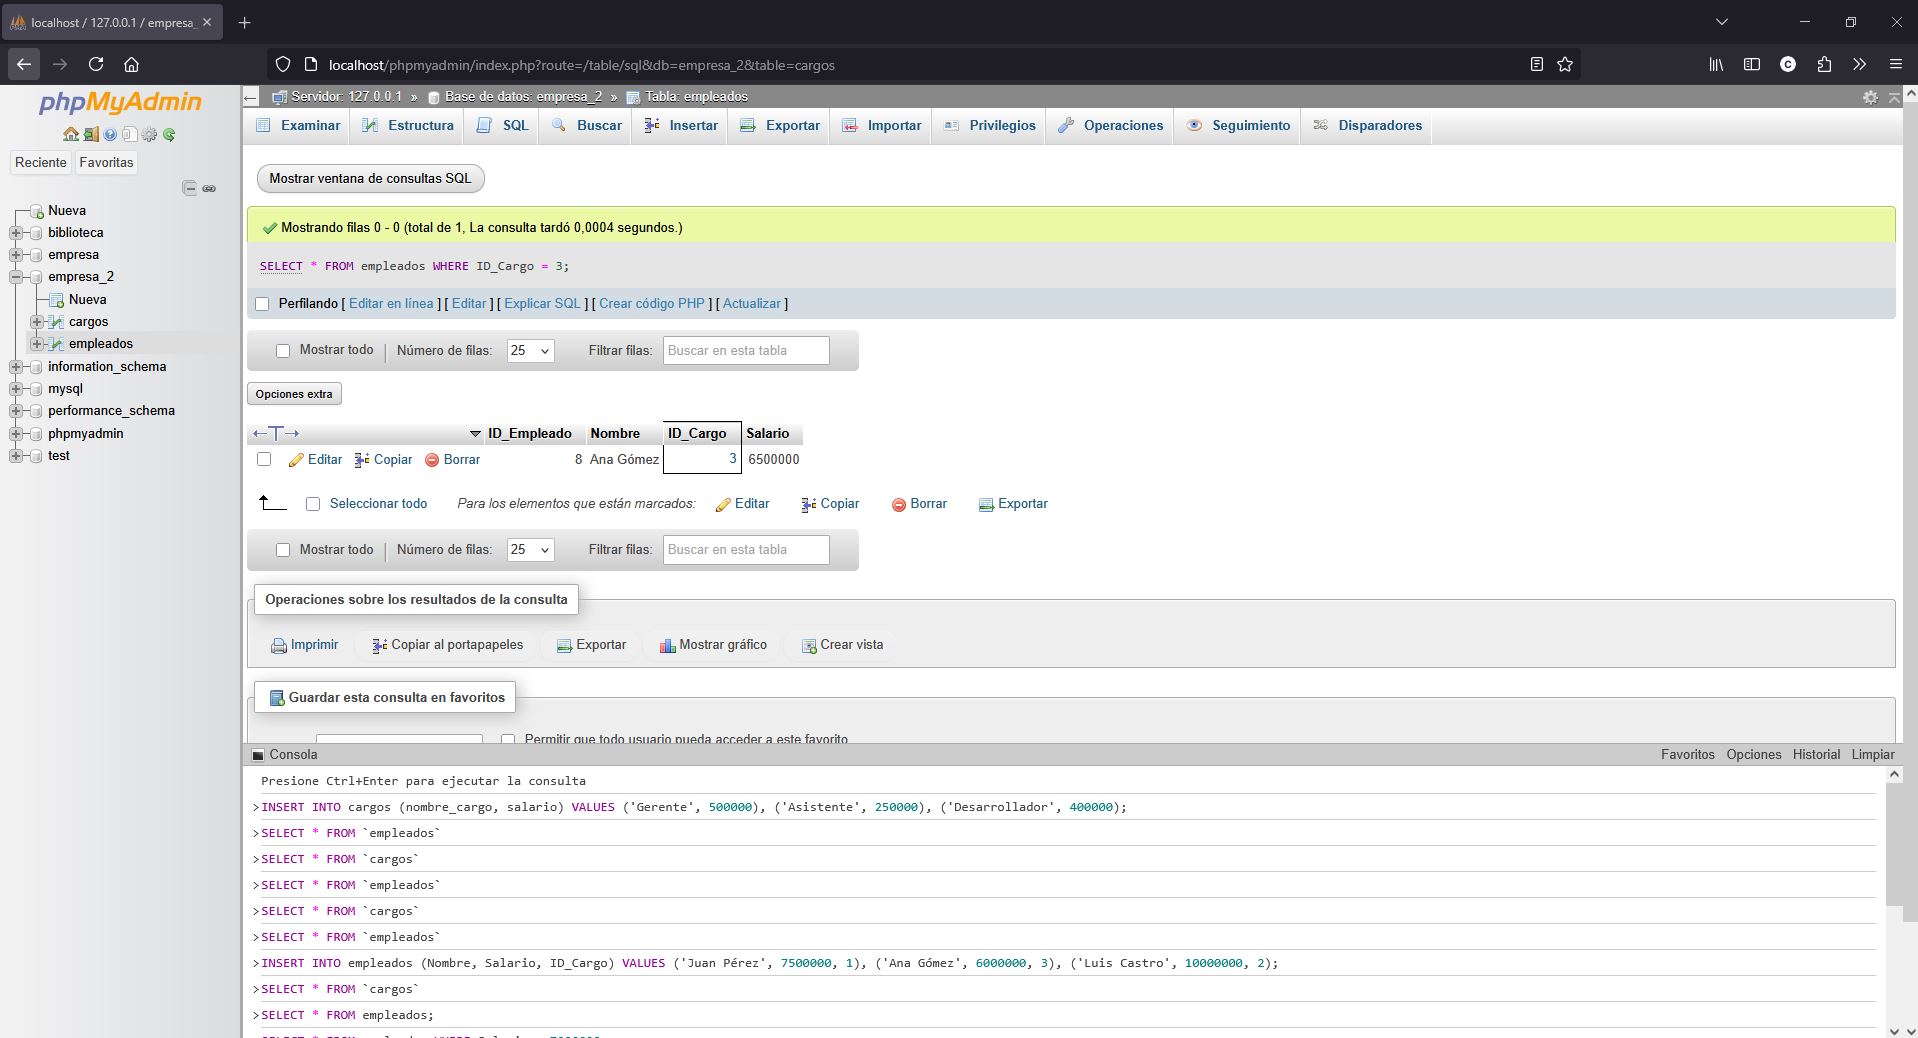 localhost / 127.0.0.1 / empresa_
localhost/phpmyadmin/index.php?route=/table/sql&db=empresa_2&table=cargos
phpMyAdmin
Reciente Favoritas
Nueva
biblioteca
empresa
empresa_2
Nueva
cargos
empleados
information_schema
mysql
performance_schema
phpmyadmin
test
Servidor: 127.0.0.1 » Base de datos: empresa_2 » Tabla: empleados
Examinar Estructura SQL Buscar Insertar Exportar Importar Privilegios Operaciones Seguimiento Disparadores
Mostrar ventana de consultas SQL
Mostrando filas 0 - 0 (total de 1, La consulta tardó 0,0004 segundos.)
SELECT * FROM empleados WHERE ID_Cargo = 3;
Perfilando [ Editar en línea ] [ Editar ] [ Explicar SQL ] [ Crear código PHP ] [ Actualizar ]
Mostrar todo | Número de filas: 25 Filtrar filas: Buscar en esta tabla
Opciones extra
←T→ ID_Empleado Nombre ID_Cargo Salario
Editar Copiar Borrar 8 Ana Gómez 3 6500000
Seleccionar todo Para los elementos que están marcados: Editar Copiar Borrar Exportar
Mostrar todo | Número de filas: 25 Filtrar filas: Buscar en esta tabla
Operaciones sobre los resultados de la consulta
Imprimir Copiar al portapapeles Exportar Mostrar gráfico Crear vista
Guardar esta consulta en favoritos
Permitir que todo usuario pueda acceder a este favorito
Consola Favoritos Opciones Historial Limpiar
Presione Ctrl+Enter para ejecutar la consulta
>INSERT INTO cargos (nombre_cargo, salario) VALUES ('Gerente', 500000), ('Asistente', 250000), ('Desarrollador', 400000);
>SELECT * FROM `empleados`
>SELECT * FROM `cargos`
>SELECT * FROM `empleados`
>SELECT * FROM `cargos`
>SELECT * FROM `empleados`
>INSERT INTO empleados (Nombre, Salario, ID_Cargo) VALUES ('Juan Pérez', 7500000, 1), ('Ana Gómez', 6000000, 3), ('Luis Castro', 10000000, 2);
>SELECT * FROM `cargos`
>SELECT * FROM empleados;